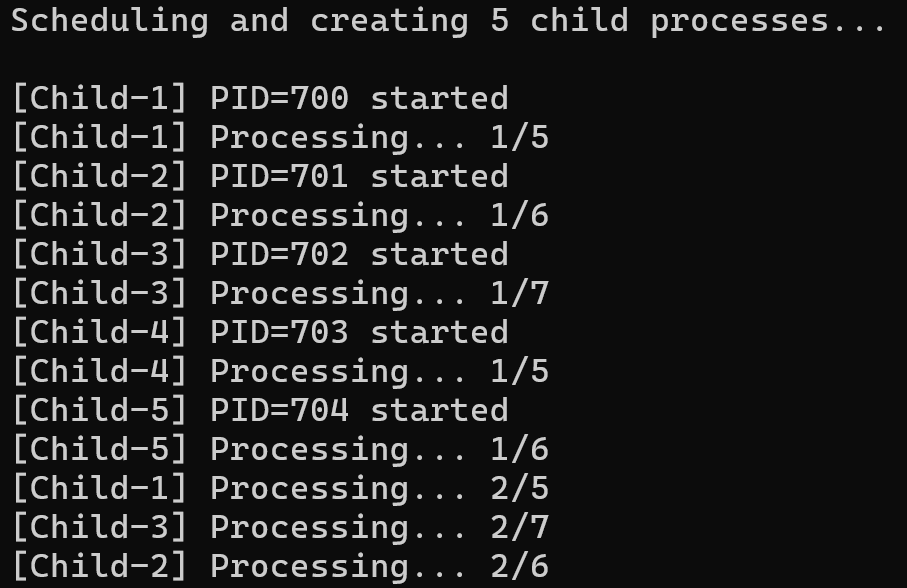 Scheduling and creating 5 child processes...
[Child-1] PID=700 started
[Child-1] Processing... 1/5
[Child-2] PID=701 started
[Child-2] Processing... 1/6
[Child-3] PID=702 started
[Child-3] Processing... 1/7
[Child-4] PID=703 started
[Child-4] Processing... 1/5
[Child-5] PID=704 started
[Child-5] Processing... 1/6
[Child-1] Processing... 2/5
[Child-3] Processing... 2/7
[Child-2] Processing... 2/6